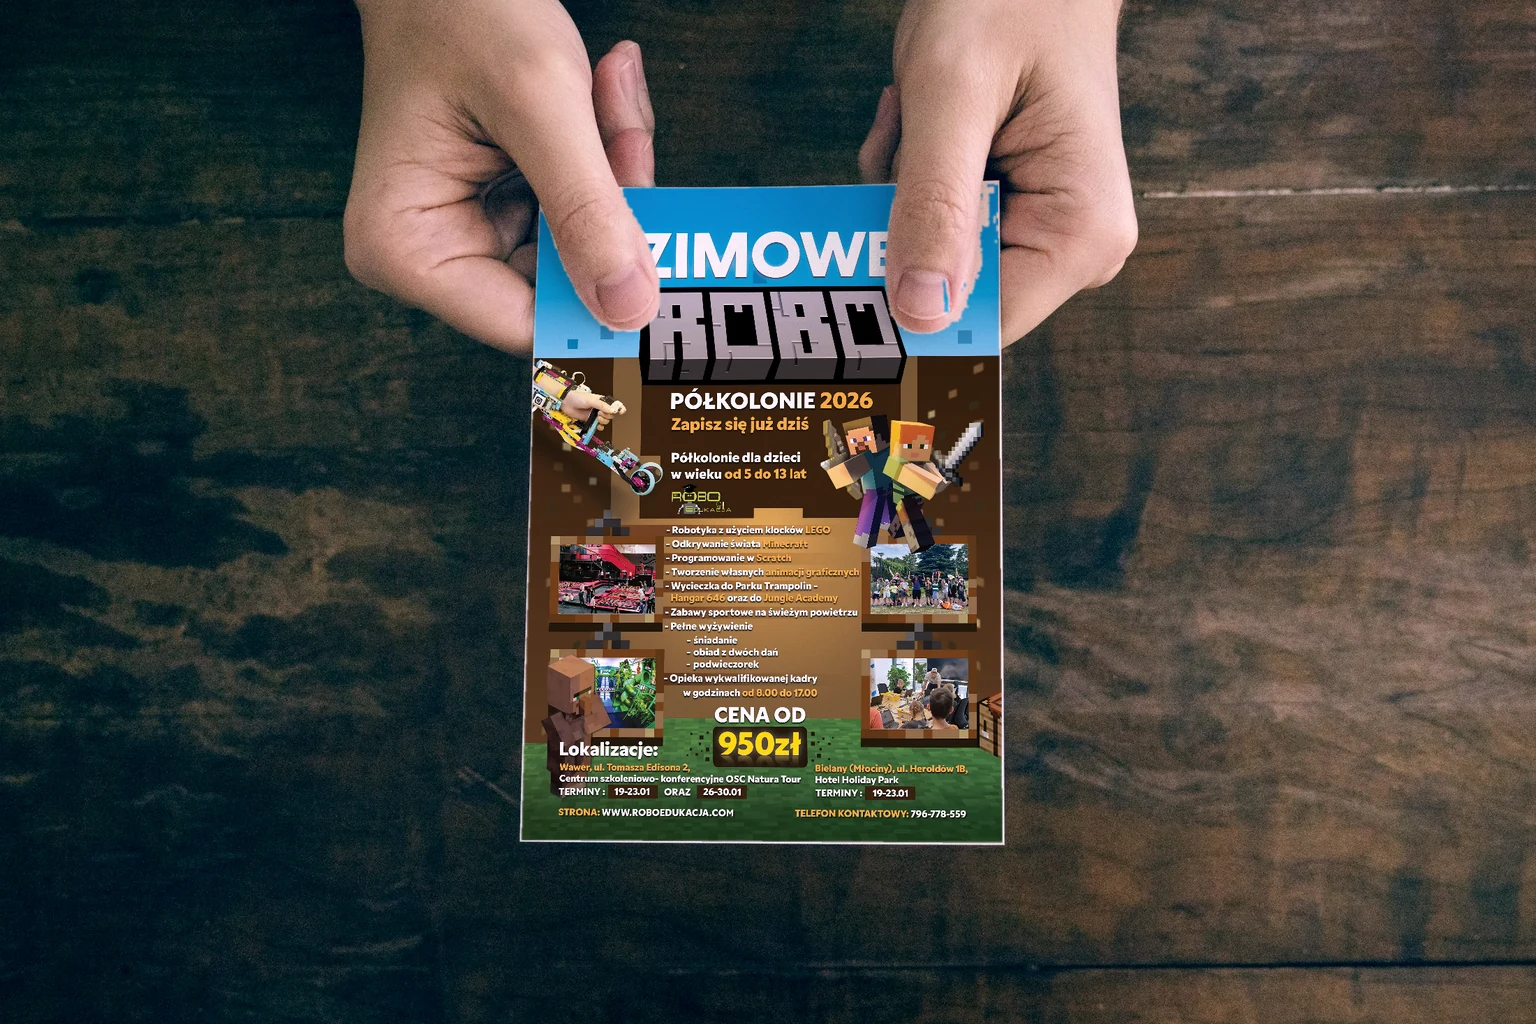 ZIMOWE
ROBO
PÓŁKOLONIE 2026
Zapisz się już dziś
Półkolonie dla dzieci
w wieku od 5 do 13 lat
ROBO
EDUKACJA
- Robotyka z użyciem klocków LEGO
- Odkrywanie świata Minecraft
- Programowanie w Scratch
- Tworzenie własnych animacji graficznych
- Wycieczka do Parku Trampolin -
Hangar 646 oraz do Jungle Academy
- Zabawy sportowe na świeżym powietrzu
- Pełne wyżywienie
- śniadanie
- obiad z dwóch dań
- podwieczorek
- Opieka wykwalifikowanej kadry
w godzinach od 8.00 do 17.00
CENA OD
950zł
Lokalizacje:
Wawer, ul. Tomasza Edisona 2,
Centrum szkoleniowo- konferencyjne OSC Natura Tour
TERMINY : 19-23.01 ORAZ 26-30.01
Bielany (Młociny), ul. Heroldów 1B,
Hotel Holiday Park
TERMINY : 19-23.01
STRONA: WWW.ROBOEDUKACJA.COM
TELEFON KONTAKTOWY: 796-778-559